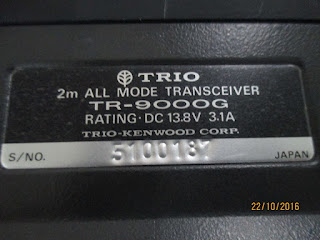 TRIO
2m ALL MODE TRANSCEIVER
TR-9000G
RATING·DC 13.8V 3.1A
TRIO-KENWOOD CORP.
S/NO. 5100187 JAPAN
22/10/2016